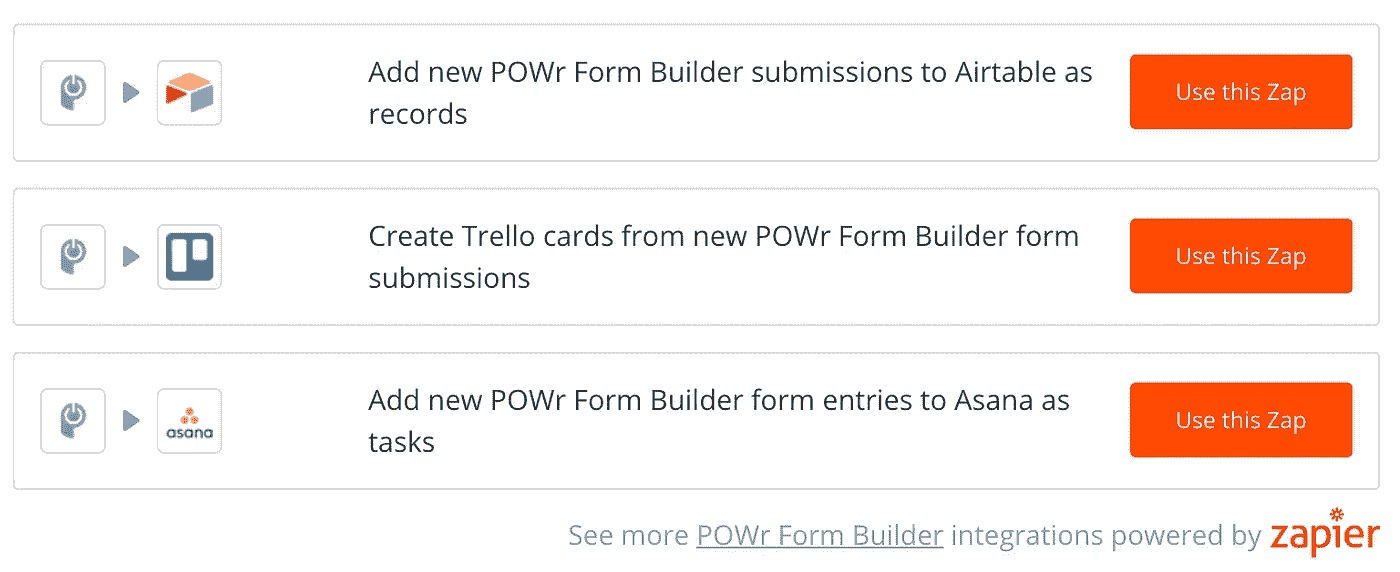 Add new POWr Form Builder submissions to Airtable as
records
Use this Zap
Create Trello cards from new POWr Form Builder form
submissions
Use this Zap
asana
Add new POWr Form Builder form entries to Asana as
tasks
Use this Zap
See more POWr Form Builder integrations powered by zapier